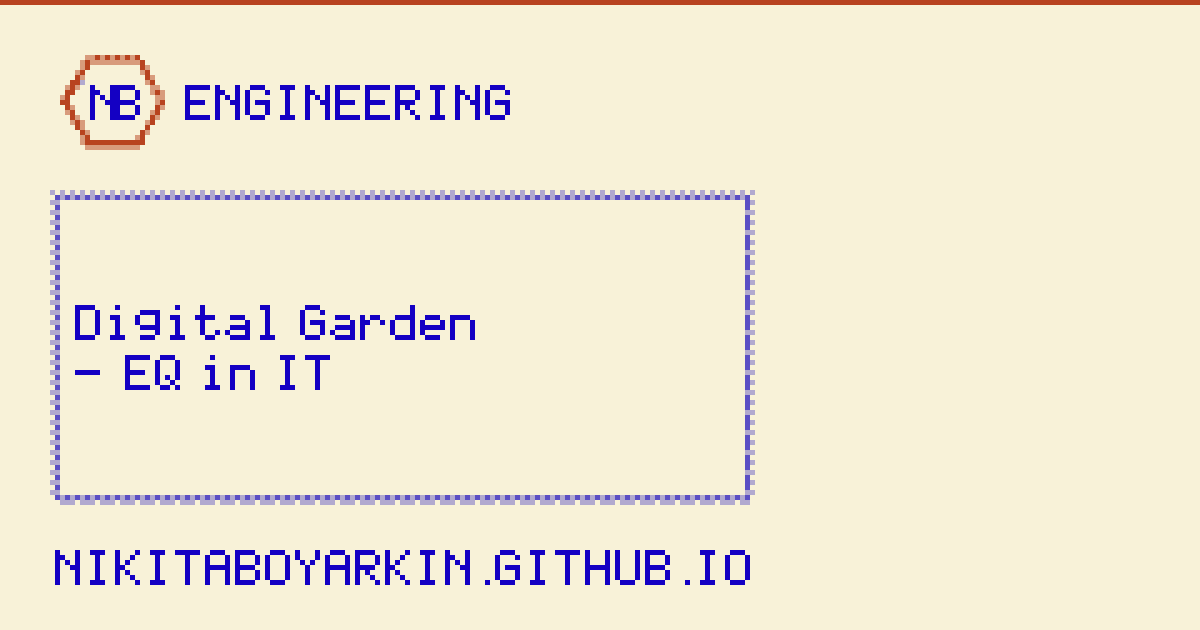 NB ENGINEERING
Digital Garden
- EQ in IT
NIKITABOYARKIN.GITHUB.IO